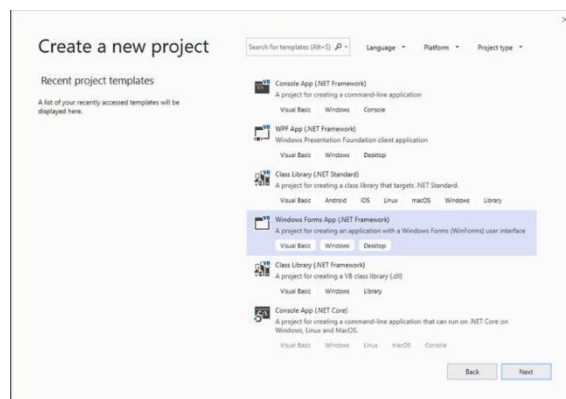 Create a new project
Search for templates (Alt+S)
Language
Platform
Project type
Recent project templates
A list of your recently accessed templates will be
displayed here.
Console App (.NET Framework)
A project for creating a command-line application
Visual Basic Windows Console
WPF App (.NET Framework)
Windows Presentation Foundation client application
Visual Basic Windows Desktop
Class Library (.NET Standard)
A project for creating a class library that targets .NET Standard.
Visual Basic Android iOS Linux macOS Windows Library
Windows Forms App (.NET Framework)
A project for creating an application with a Windows Forms (WinForms) user interface
Visual Basic Windows Desktop
Class Library (.NET Framework)
A project for creating a VB class library (.dll)
Visual Basic Windows Library
Console App (.NET Core)
A project for creating a command-line application that can run on .NET Core on
Windows, Linux and MacOS.
Visual Basic Windows Linux macOS Console
Back
Next